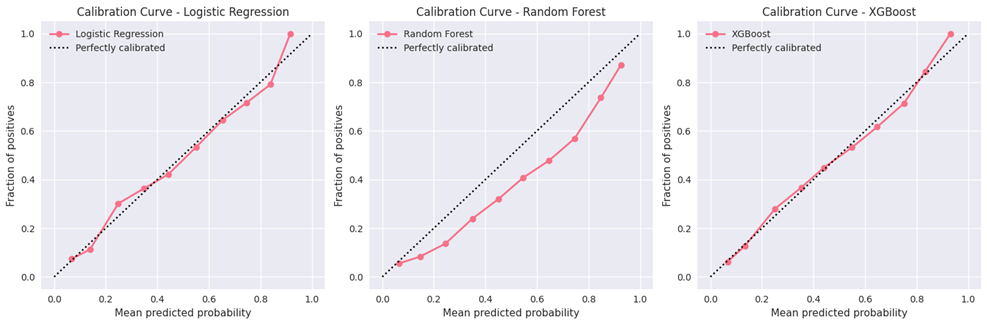 Calibration Curve - Logistic Regression
1.0
0.8
0.6
0.4
0.2
0.0
Fraction of positives
Logistic Regression
Perfectly calibrated
0.0 0.2 0.4 0.6 0.8 1.0
Mean predicted probability
Calibration Curve - Random Forest
1.0
0.8
0.6
0.4
0.2
0.0
Fraction of positives
Random Forest
Perfectly calibrated
0.0 0.2 0.4 0.6 0.8 1.0
Mean predicted probability
Calibration Curve - XGBoost
1.0
0.8
0.6
0.4
0.2
0.0
Fraction of positives
XGBoost
Perfectly calibrated
0.0 0.2 0.4 0.6 0.8 1.0
Mean predicted probability